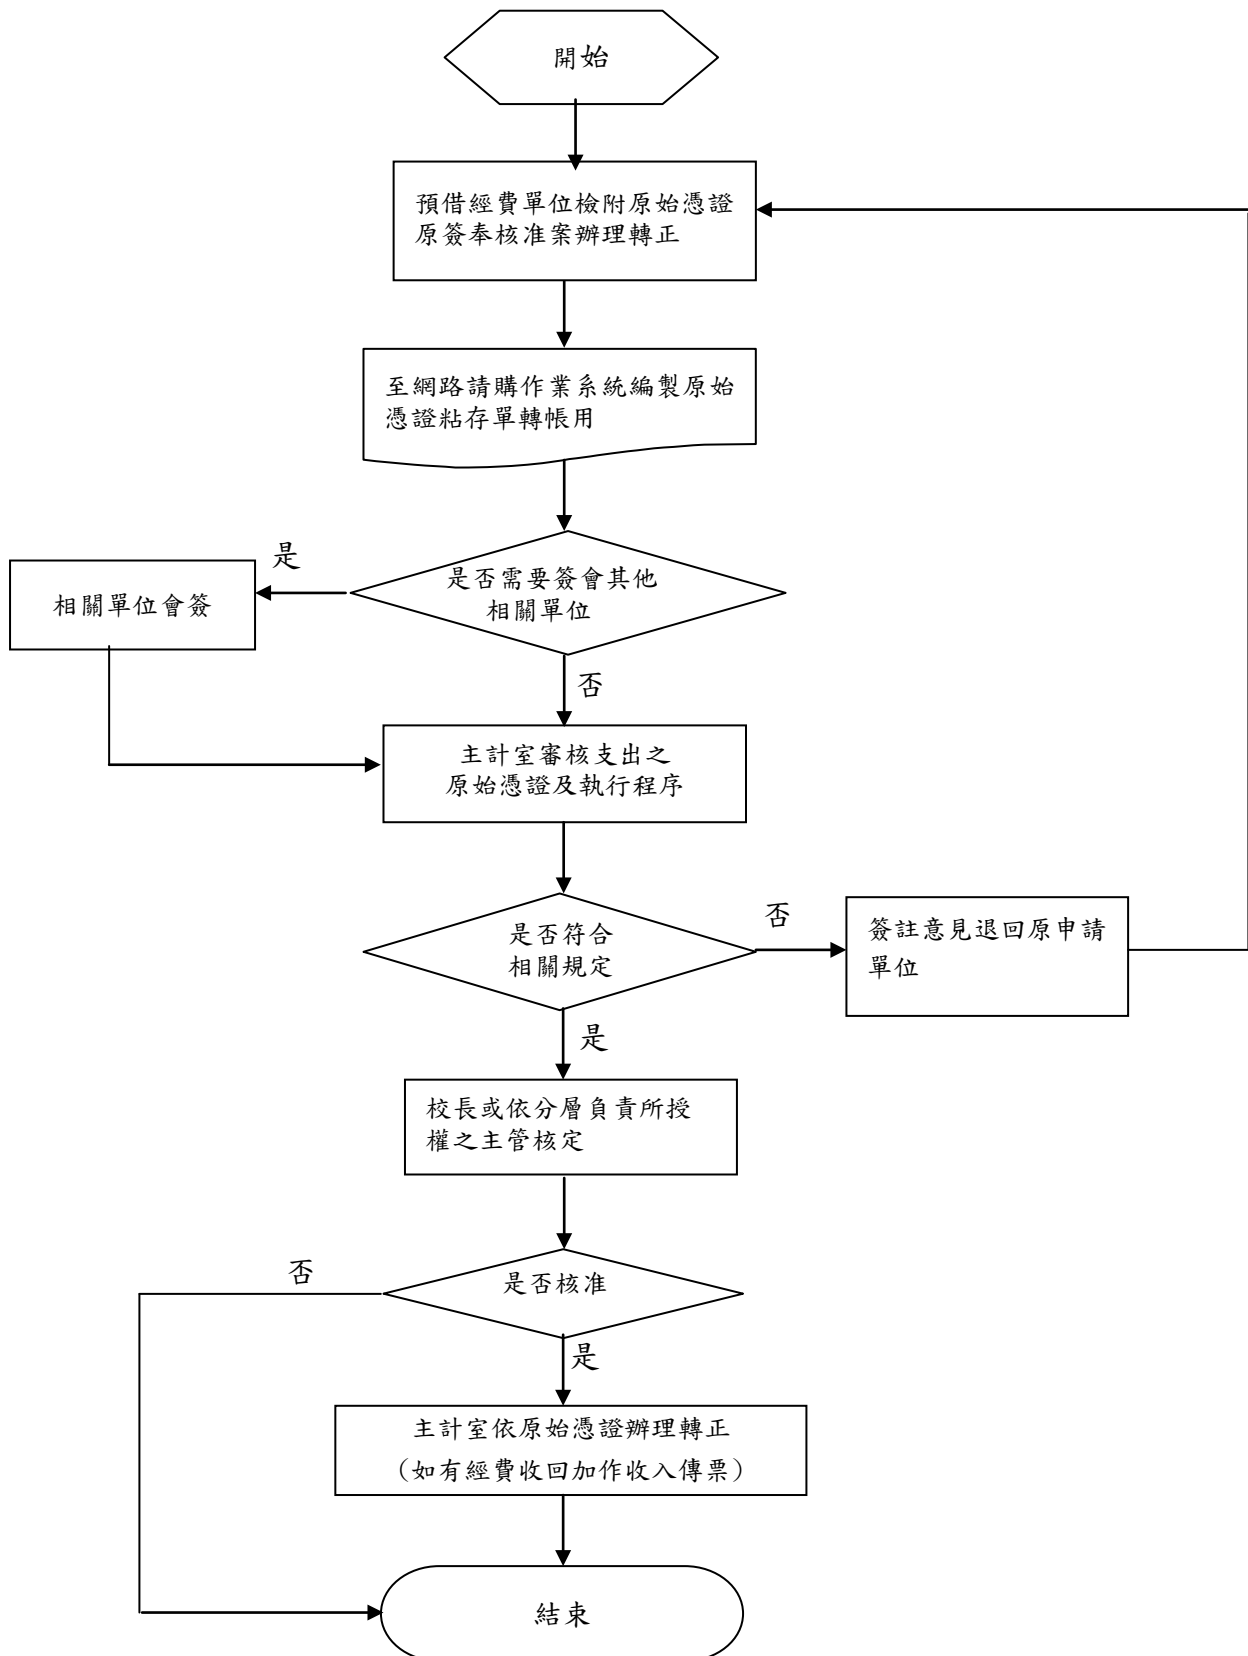 開始
預借經費單位檢附原始憑證
原簽奉核准案辦理轉正
至網路請購作業系統編製原始
憑證粘存單轉帳用
是否需要簽會其他
相關單位
是
相關單位會簽
否
主計室審核支出之
原始憑證及執行程序
是否符合
相關規定
否
簽註意見退回原申請
單位
是
校長或依分層負責所授
權之主管核定
是否核准
否
是
主計室依原始憑證辦理轉正
（如有經費收回加作收入傳票）
結束